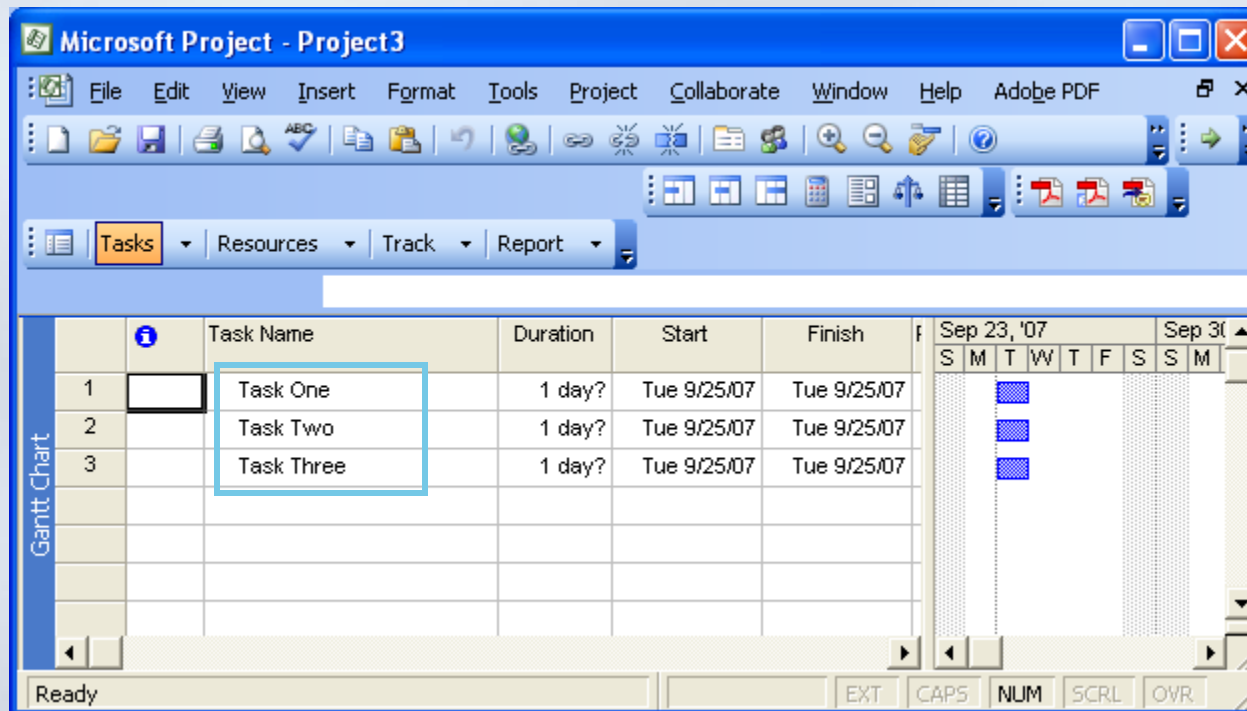 Microsoft Project - Project3
File Edit View Insert Format Tools Project Collaborate Window Help Adobe PDF
ABC
Tasks Resources Track Report
Task Name Duration Start Finish Sep 23, '07 Sep 30
S M T W T F S S M
1 Task One 1 day? Tue 9/25/07 Tue 9/25/07
2 Task Two 1 day? Tue 9/25/07 Tue 9/25/07
3 Task Three 1 day? Tue 9/25/07 Tue 9/25/07
Gantt Chart
Ready EXT CAPS NUM SCRL OVR